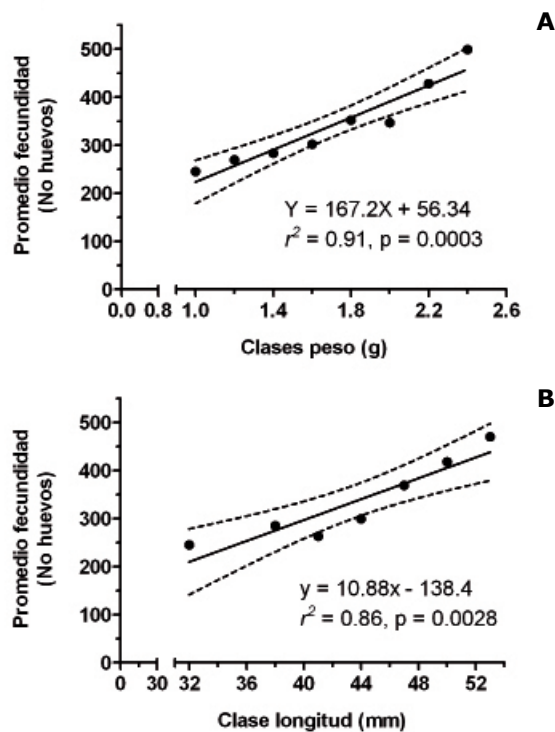 A
Promedio fecundidad
(No huevos)
500
400
300
200
100
0
Y = 167.2X + 56.34
r² = 0.91, p = 0.0003
0.0 0.8 1.0 1.4 1.8 2.2 2.6
Clases peso (g)
B
Promedio fecundidad
(No huevos)
500
400
300
200
100
0
y = 10.88x - 138.4
r² = 0.86, p = 0.0028
0 30 32 36 40 44 48 52
Clase longitud (mm)